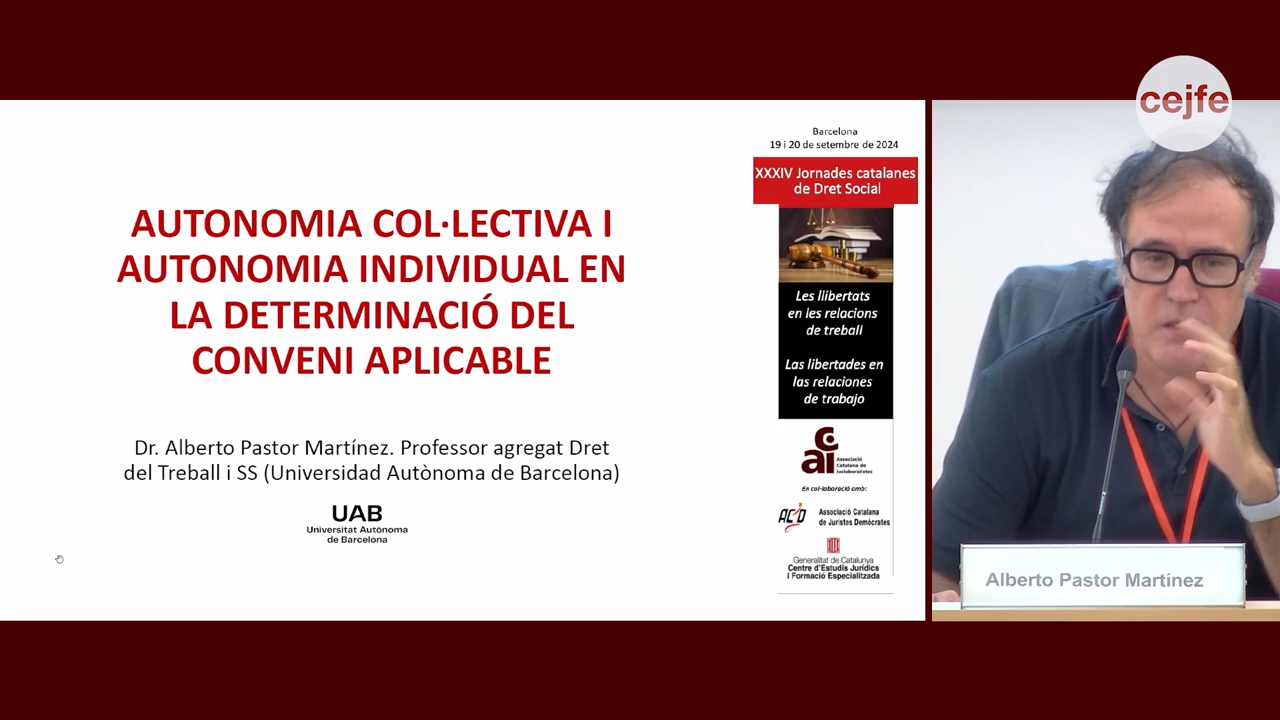 cejfe
Barcelona
19 i 20 de setembre de 2024
XXXIV Jornades catalanes
de Dret Social
AUTONOMIA COL·LECTIVA I
AUTONOMIA INDIVIDUAL EN
LA DETERMINACIÓ DEL
CONVENI APLICABLE
Les llibertats
en les relacions
de treball
Las libertades en
las relaciones
de trabajo
Dr. Alberto Pastor Martínez. Professor agregat Dret
del Treball i SS (Universidad Autònoma de Barcelona)
UAB
Universitat Autònoma
de Barcelona
Associació
Catalana de
Iuslaboralistes
En col·laboració amb:
Associació Catalana
de Juristes Demòcrates
Generalitat de Catalunya
Centre d'Estudis Jurídics
i Formació Especialitzada
Alberto Pastor Martínez